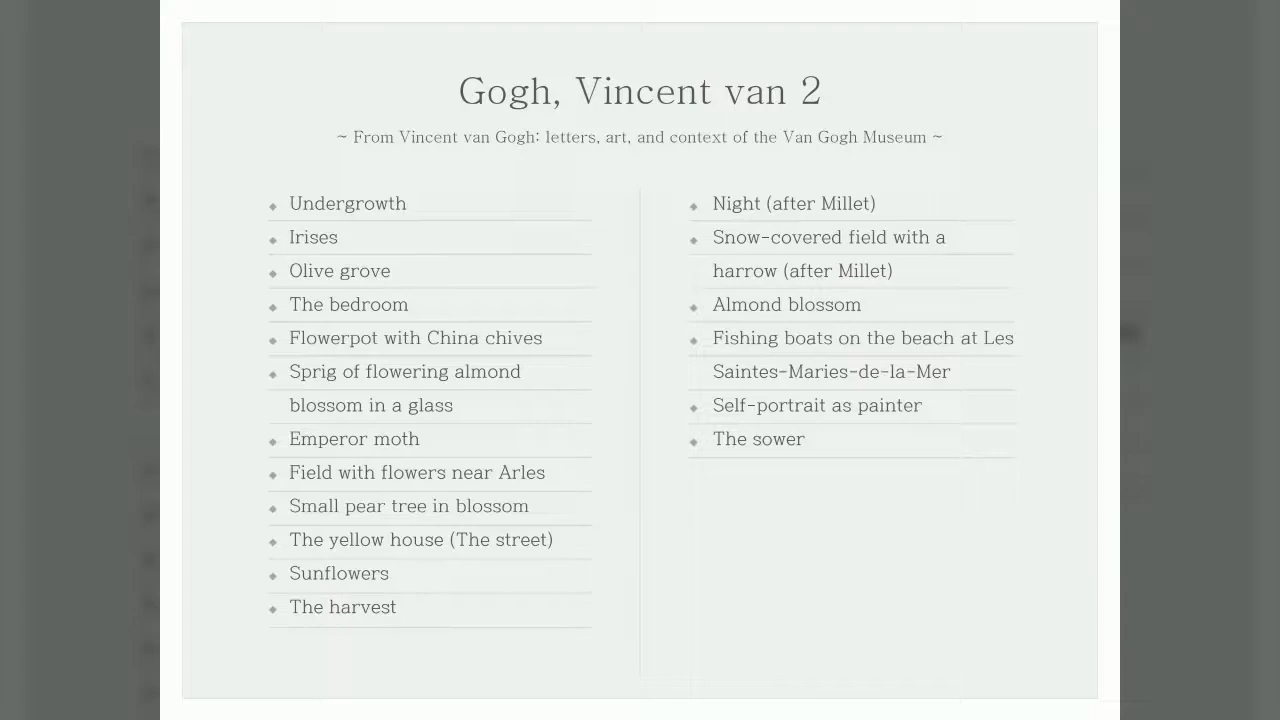 Gogh, Vincent van 2
~ From Vincent van Gogh: letters, art, and context of the Van Gogh Museum ~
Undergrowth
Irises
Olive grove
The bedroom
Flowerpot with China chives
Sprig of flowering almond
blossom in a glass
Emperor moth
Field with flowers near Arles
Small pear tree in blossom
The yellow house (The street)
Sunflowers
The harvest
Night (after Millet)
Snow-covered field with a
harrow (after Millet)
Almond blossom
Fishing boats on the beach at Les
Saintes-Maries-de-la-Mer
Self-portrait as painter
The sower